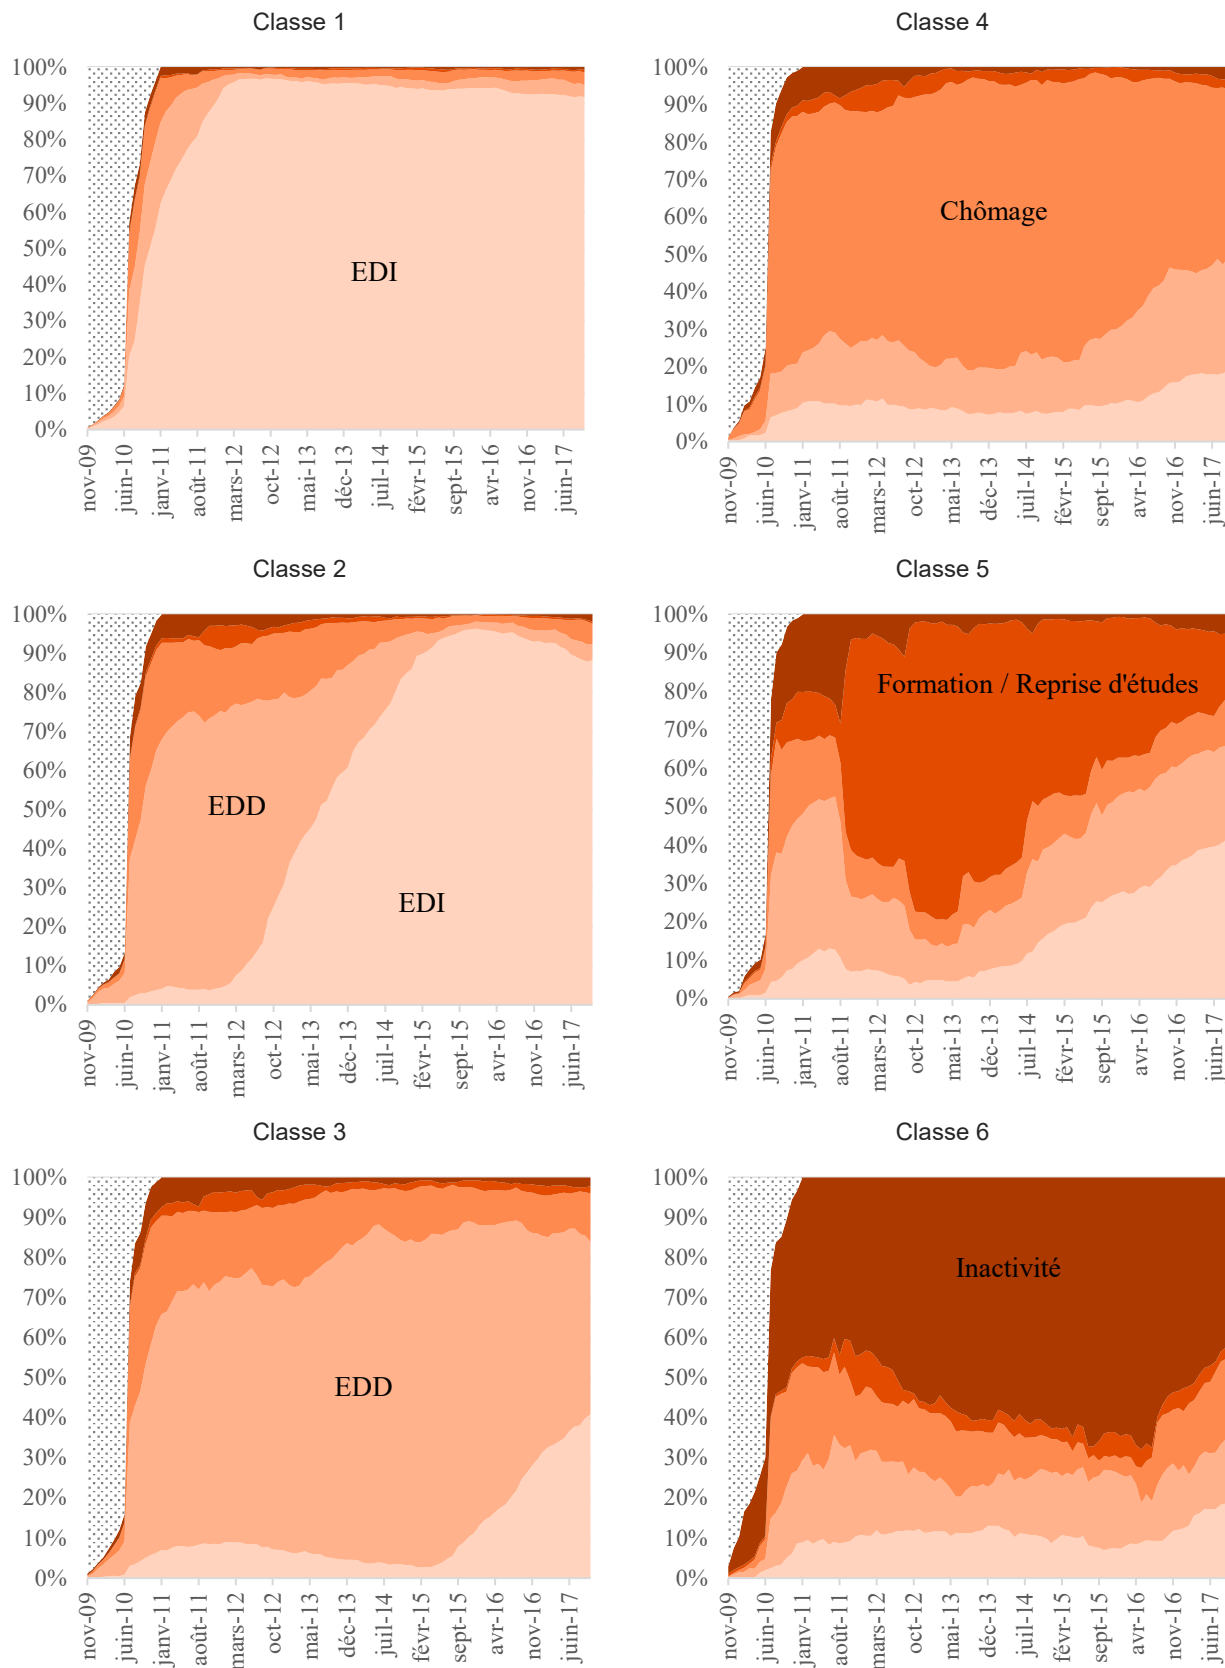 Classe 1
100%
90%
80%
70%
60%
50%
40%
30%
20%
10%
0%
EDI
nov-09
juin-10
janv-11
août-11
mars-12
oct-12
mai-13
déc-13
juil-14
févr-15
sept-15
avr-16
nov-16
juin-17
Classe 4
100%
90%
80%
70%
60%
50%
40%
30%
20%
10%
0%
Chômage
nov-09
juin-10
janv-11
août-11
mars-12
oct-12
mai-13
déc-13
juil-14
févr-15
sept-15
avr-16
nov-16
juin-17
Classe 2
100%
90%
80%
70%
60%
50%
40%
30%
20%
10%
0%
EDD
EDI
nov-09
juin-10
janv-11
août-11
mars-12
oct-12
mai-13
déc-13
juil-14
févr-15
sept-15
avr-16
nov-16
juin-17
Classe 5
100%
90%
80%
70%
60%
50%
40%
30%
20%
10%
0%
Formation / Reprise d'études
nov-09
juin-10
janv-11
août-11
mars-12
oct-12
mai-13
déc-13
juil-14
févr-15
sept-15
avr-16
nov-16
juin-17
Classe 3
100%
90%
80%
70%
60%
50%
40%
30%
20%
10%
0%
EDD
nov-09
juin-10
janv-11
août-11
mars-12
oct-12
mai-13
déc-13
juil-14
févr-15
sept-15
avr-16
nov-16
juin-17
Classe 6
100%
90%
80%
70%
60%
50%
40%
30%
20%
10%
0%
Inactivité
nov-09
juin-10
janv-11
août-11
mars-12
oct-12
mai-13
déc-13
juil-14
févr-15
sept-15
avr-16
nov-16
juin-17